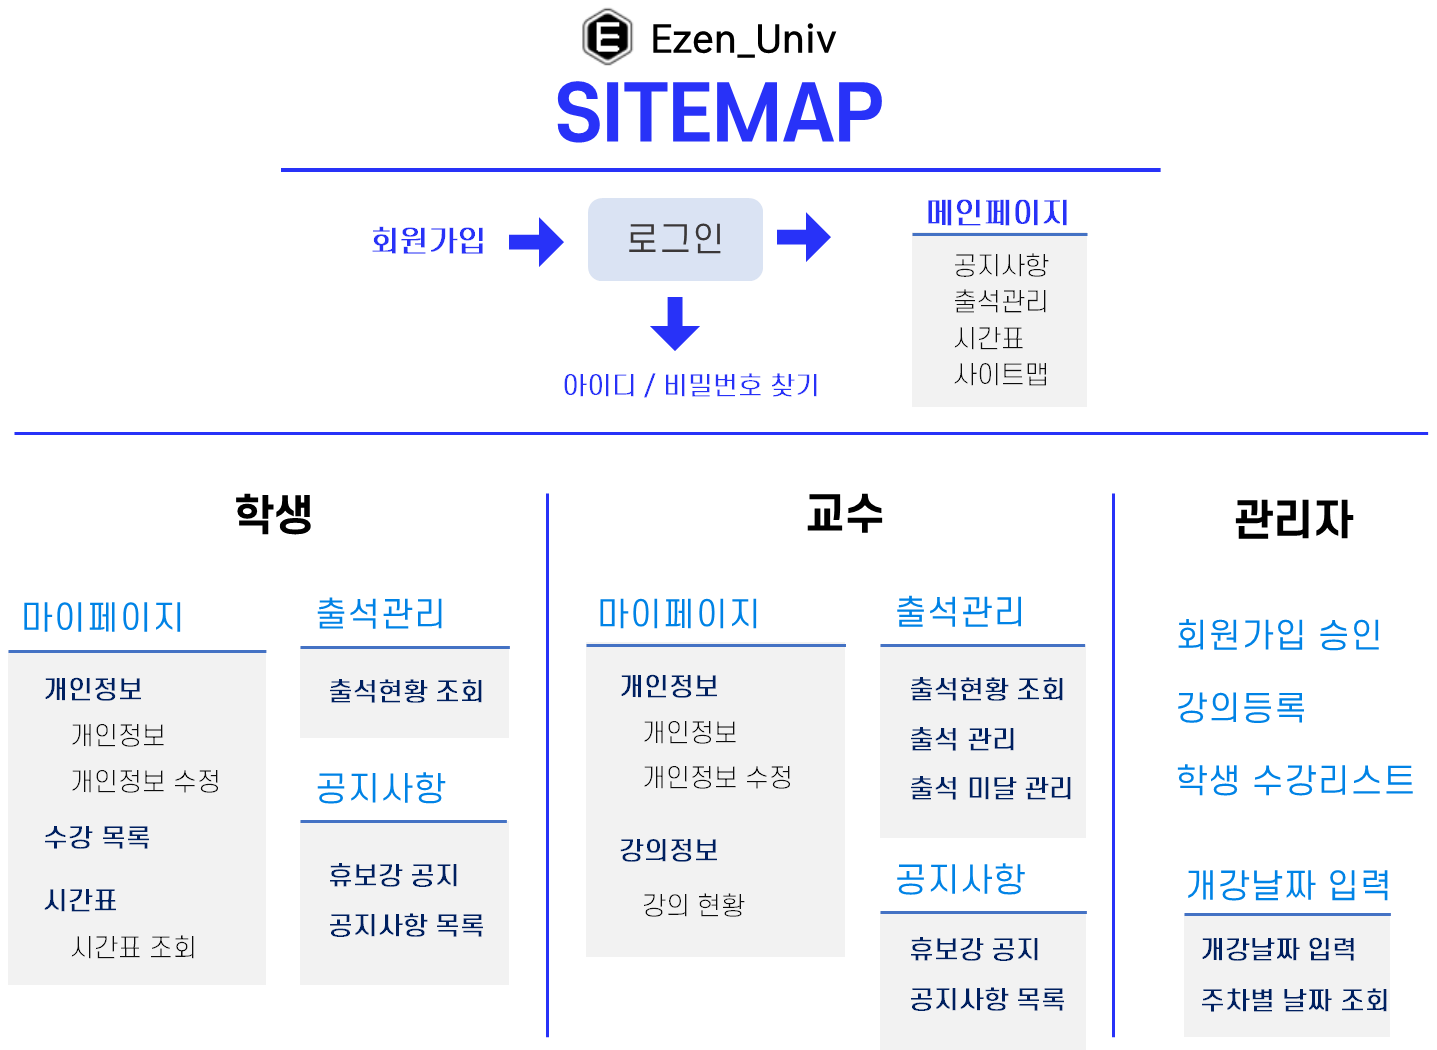 E Ezen_Univ
SITEMAP
회원가입
로그인
아이디 / 비밀번호 찾기
메인페이지
공지사항
출석관리
시간표
사이트맵
학생
마이페이지
개인정보
개인정보
개인정보 수정
수강 목록
시간표
시간표 조회
출석관리
출석현황 조회
공지사항
휴보강 공지
공지사항 목록
교수
마이페이지
개인정보
개인정보
개인정보 수정
강의정보
강의 현황
출석관리
출석현황 조회
출석 관리
출석 미달 관리
공지사항
휴보강 공지
공지사항 목록
관리자
회원가입 승인
강의등록
학생 수강리스트
개강날짜 입력
개강날짜 입력
주차별 날짜 조회